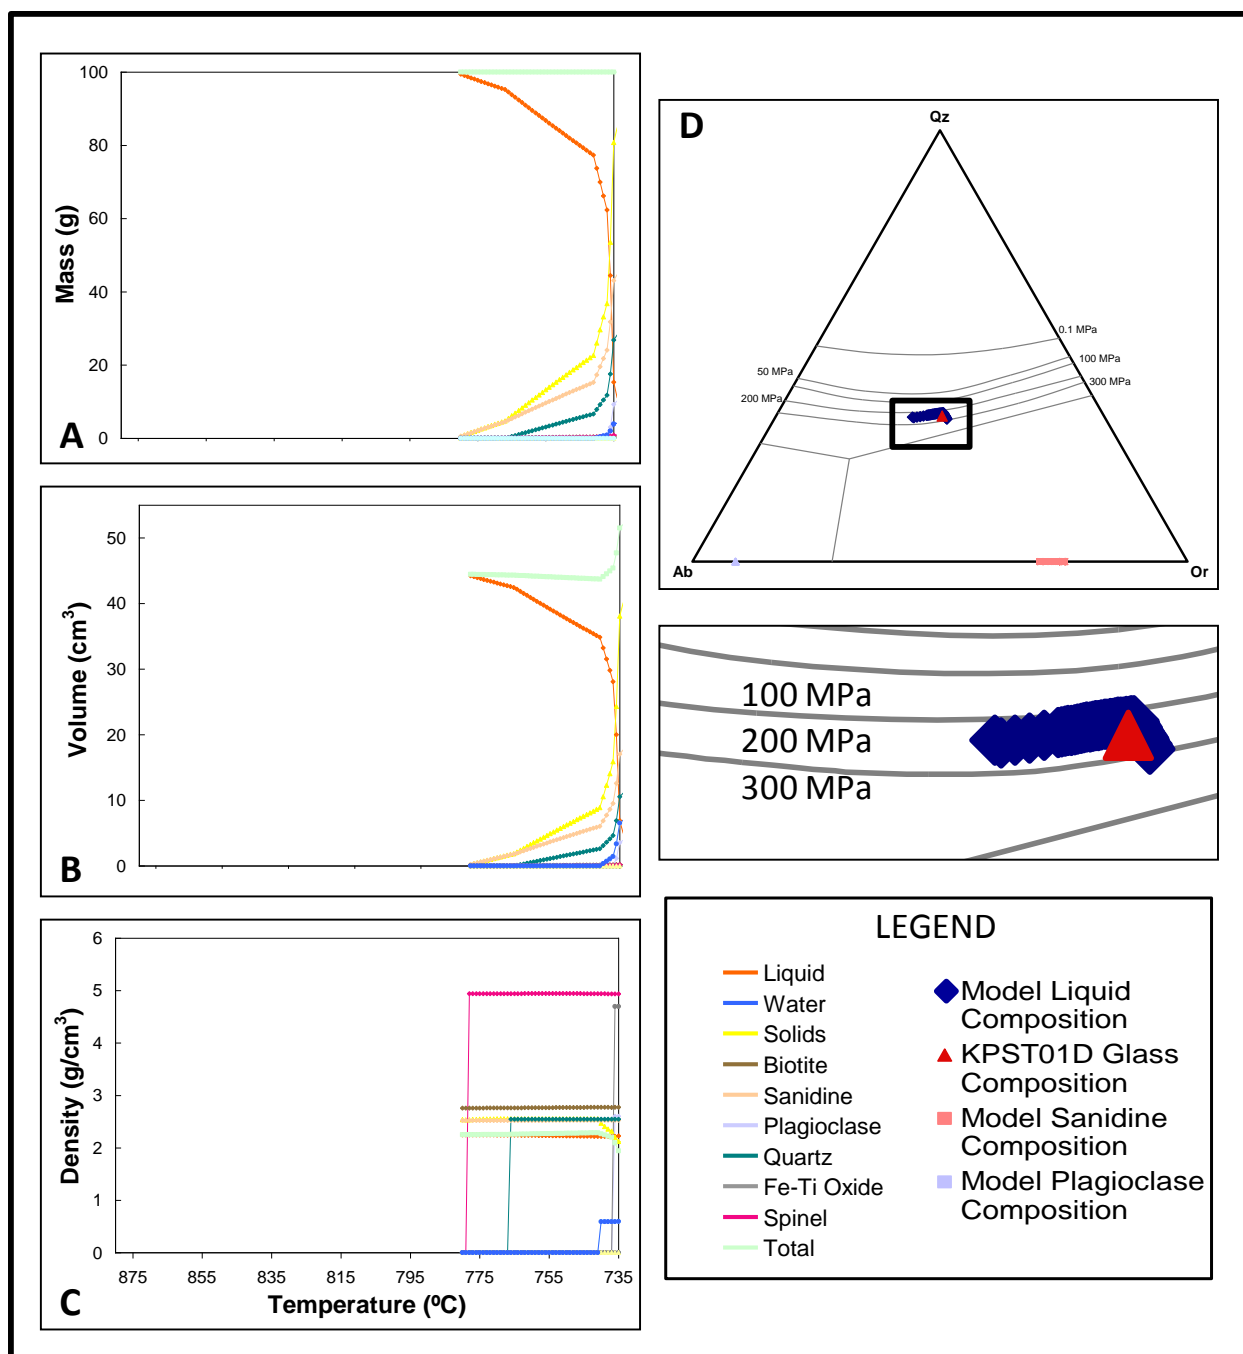 100
80
60
40
20
0
Mass (g)
A
50
40
30
20
10
0
Volume (cm³)
B
6
5
4
3
2
1
0
Density (g/cm³)
875 855 835 815 795 775 755 735
Temperature (ºC)
C
D
Qz
0.1 MPa
50 MPa
100 MPa
200 MPa
300 MPa
Ab
Or
100 MPa
200 MPa
300 MPa
LEGEND
Liquid
Water
Solids
Biotite
Sanidine
Plagioclase
Quartz
Fe-Ti Oxide
Spinel
Total
Model Liquid
Composition
KPST01D Glass
Composition
Model Sanidine
Composition
Model Plagioclase
Composition